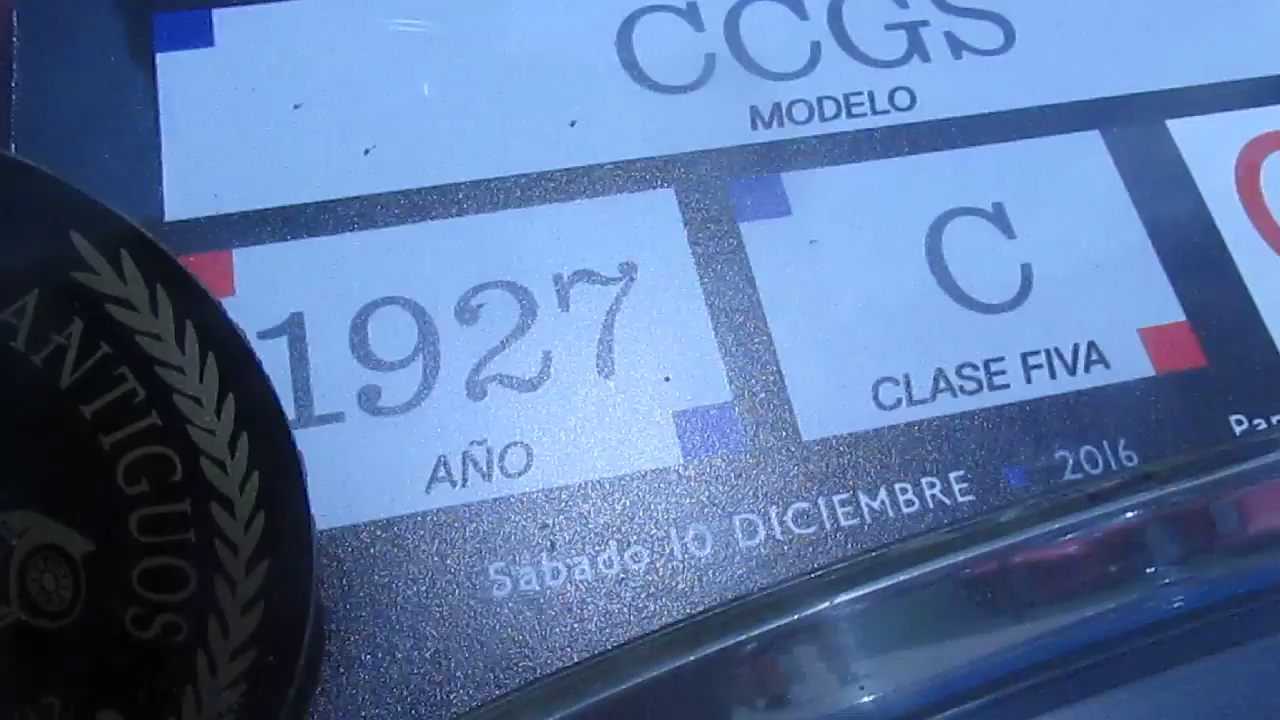 CCGS
MODELO
1927
AÑO
C
CLASE FIVA
Sabado 10 DICIEMBRE 2016
ANTIGUOS